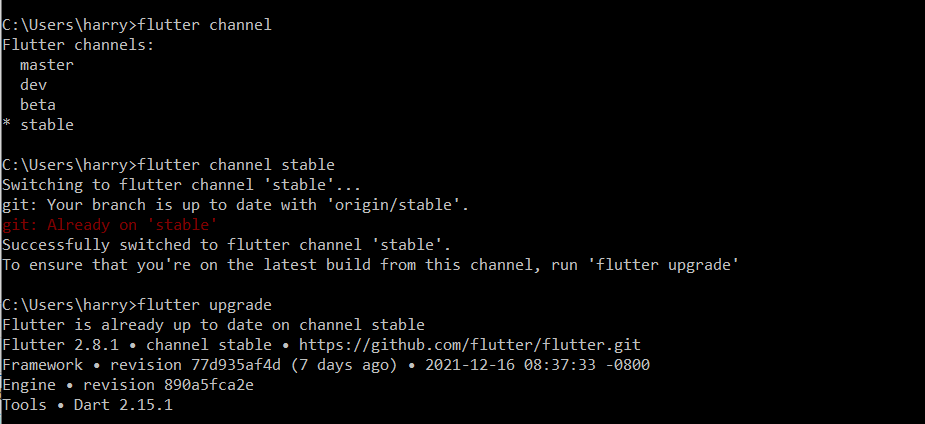 C:\Users\harry>flutter channel
Flutter channels:
  master
  dev
  beta
* stable
C:\Users\harry>flutter channel stable
Switching to flutter channel 'stable'...
git: Your branch is up to date with 'origin/stable'.
git: Already on 'stable'
Successfully switched to flutter channel 'stable'.
To ensure that you're on the latest build from this channel, run 'flutter upgrade'
C:\Users\harry>flutter upgrade
Flutter is already up to date on channel stable
Flutter 2.8.1 • channel stable • https://github.com/flutter/flutter.git
Framework • revision 77d935af4d (7 days ago) • 2021-12-16 08:37:33 -0800
Engine • revision 890a5fca2e
Tools • Dart 2.15.1